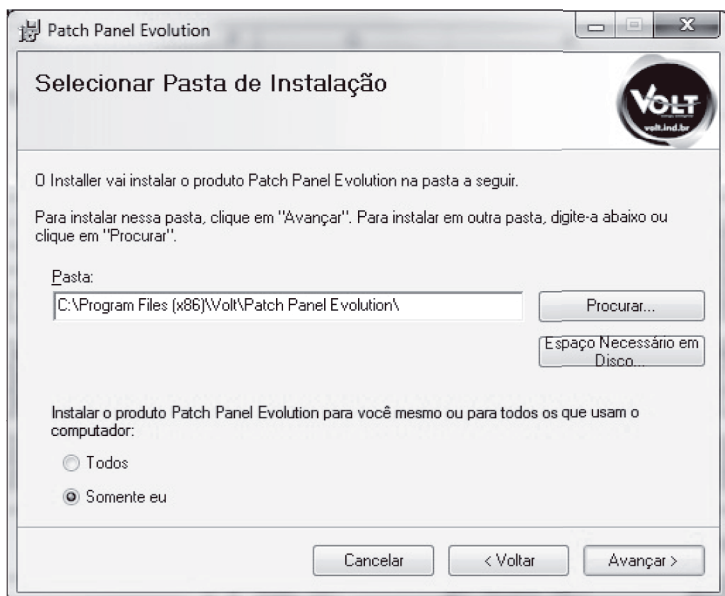 Patch Panel Evolution
Selecionar Pasta de Instalação
VOLT
volt.ind.br
O Installer vai instalar o produto Patch Panel Evolution na pasta a seguir.
Para instalar nessa pasta, clique em "Avançar". Para instalar em outra pasta, digite-a abaixo ou
clique em "Procurar".
Pasta:
C:\Program Files (x86)\Volt\Patch Panel Evolution\
Procurar...
Espaço Necessário em
Disco...
Instalar o produto Patch Panel Evolution para você mesmo ou para todos os que usam o
computador:
Todos
Somente eu
Cancelar
< Voltar
Avançar >